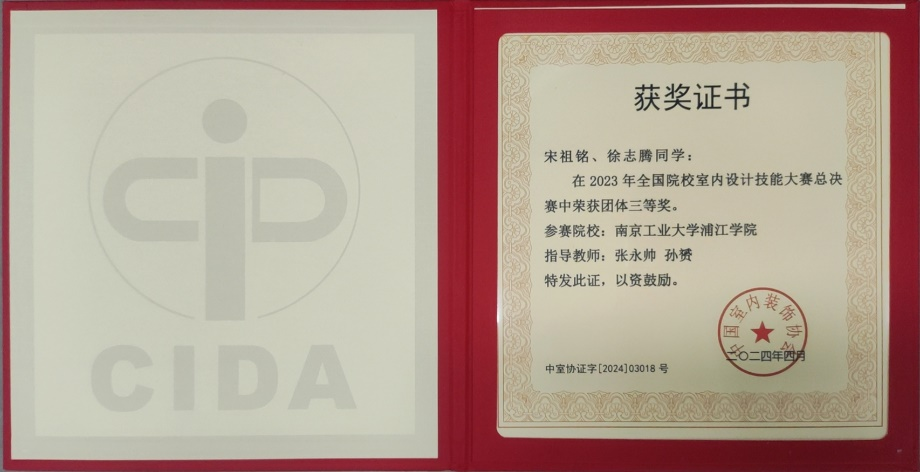 CIDA
获奖证书
宋祖铭、徐志腾同学：
在 2023 年全国院校室内设计技能大赛总决
赛中荣获团体三等奖。
参赛院校：南京工业大学浦江学院
指导教师：张永帅 孙赟
特发此证，以资鼓励。
中国室内装饰协会
二〇二四年四月
中室协证字[2024]03018 号